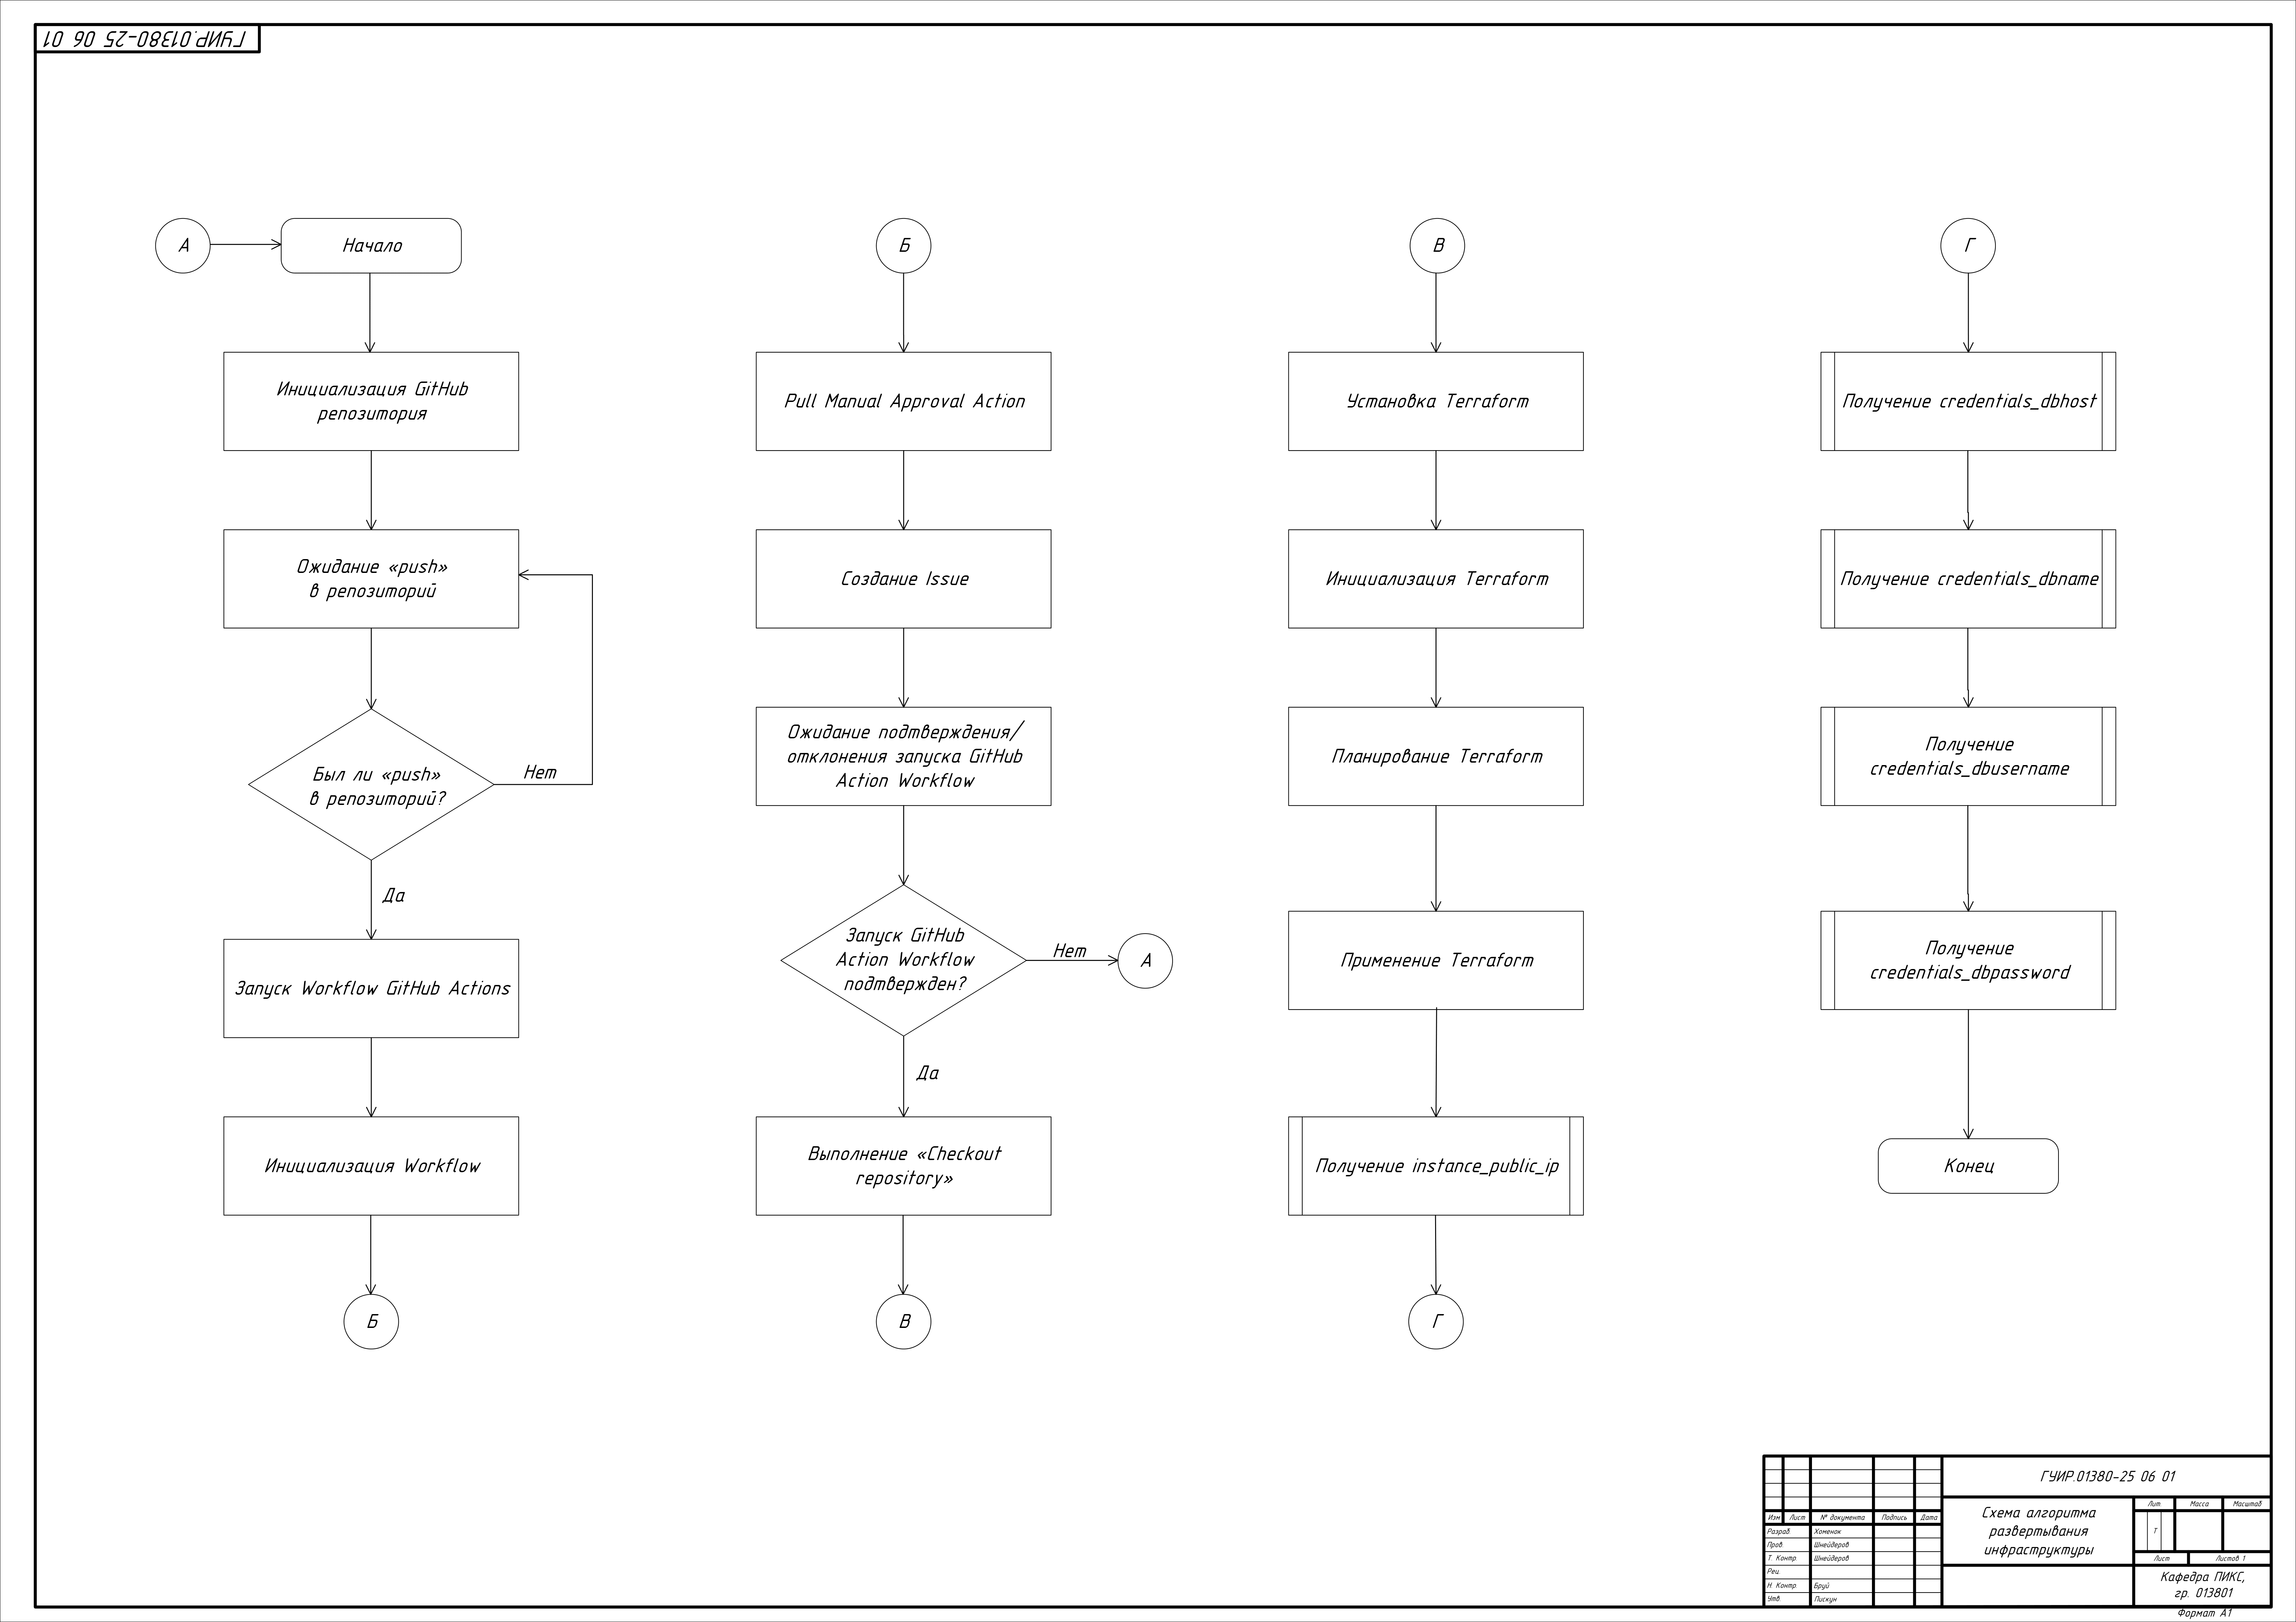 ГУИР.01380-25 06 01
А
Начало
Инициализация GitHub
репозитория
Ожидание «push»
в репозиторий
Был ли «push»
в репозиторий?
Нет
Да
Запуск Workflow GitHub Actions
Инициализация Workflow
Б
Б
Pull Manual Approval Action
Создание Issue
Ожидание подтверждения/
отклонения запуска GitHub
Action Workflow
Запуск GitHub
Action Workflow
подтвержден?
Нет
А
Да
Выполнение «Checkout
repository»
В
В
Установка Terraform
Инициализация Terraform
Планирование Terraform
Применение Terraform
Получение instance_public_ip
Г
Г
Получение credentials_dbhost
Получение credentials_dbname
Получение
credentials_dbusername
Получение
credentials_dbpassword
Конец
ГУИР.01380-25 06 01
Схема алгоритма
развертывания
инфраструктуры
Лит Масса Масштаб
Т
Лист Листов 1
Кафедра ПИКС,
гр. 013801
Изм Лист № документа Подпись Дата
Разраб Хоменок
Пров Шнейдеров
Т. Контр Шнейдеров
Рец.
Н. Контр Бруй
Утв Пискун
Формат А1